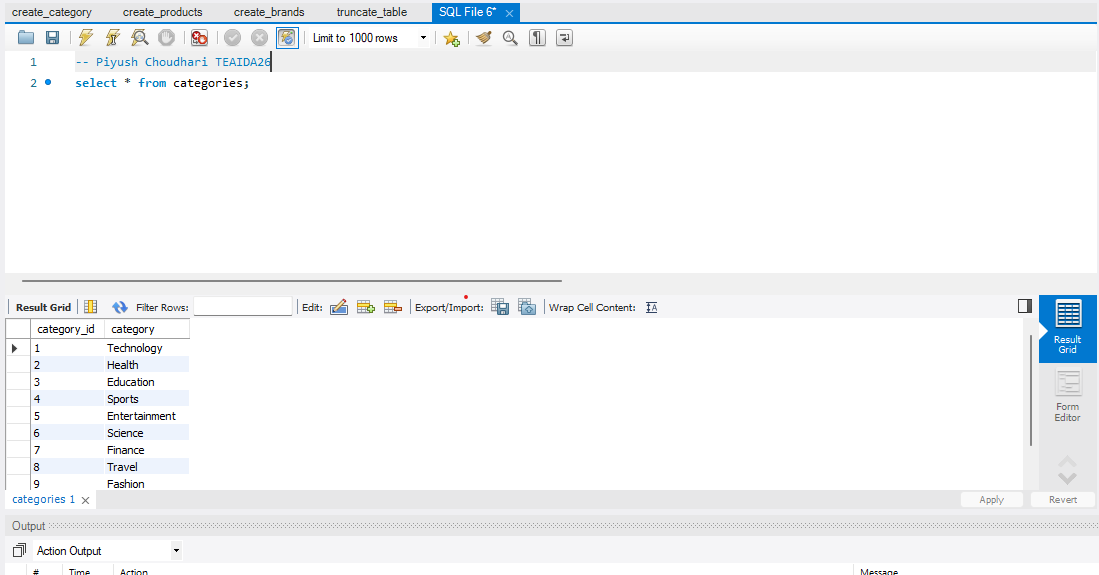 create_category create_products create_brands truncate_table SQL File 6*
Limit to 1000 rows
1 -- Piyush Choudhari TEAIDA26
2 select * from categories;
Result Grid Filter Rows: Edit: Export/Import: Wrap Cell Content:
category_id category
1 Technology
2 Health
3 Education
4 Sports
5 Entertainment
6 Science
7 Finance
8 Travel
9 Fashion
Result
Grid
Form
Editor
categories 1 Apply Revert
Output
Action Output
# Time Action Message